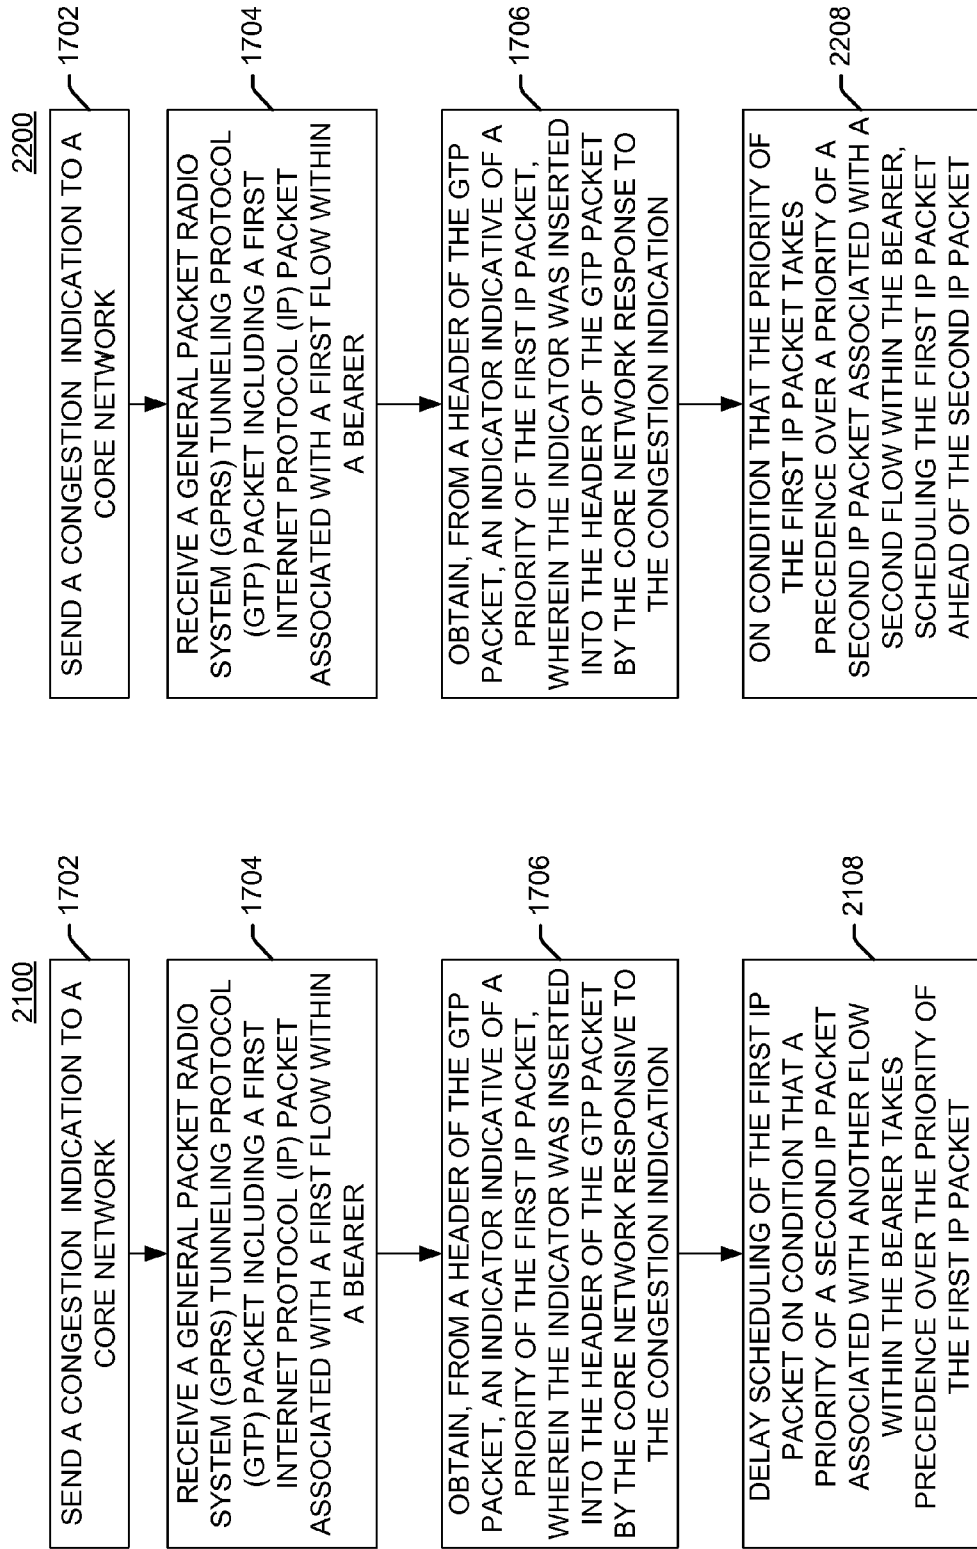 2100
SEND A CONGESTION INDICATION TO A
CORE NETWORK
1702
RECEIVE A GENERAL PACKET RADIO
SYSTEM (GPRS) TUNNELING PROTOCOL
(GTP) PACKET INCLUDING A FIRST
INTERNET PROTOCOL (IP) PACKET
ASSOCIATED WITH A FIRST FLOW WITHIN
A BEARER
1704
OBTAIN, FROM A HEADER OF THE GTP
PACKET, AN INDICATOR INDICATIVE OF A
PRIORITY OF THE FIRST IP PACKET,
WHEREIN THE INDICATOR WAS INSERTED
INTO THE HEADER OF THE GTP PACKET
BY THE CORE NETWORK RESPONSIVE TO
THE CONGESTION INDICATION
1706
DELAY SCHEDULING OF THE FIRST IP
PACKET ON CONDITION THAT A
PRIORITY OF A SECOND IP PACKET
ASSOCIATED WITH ANOTHER FLOW
WITHIN THE BEARER TAKES
PRECEDENCE OVER THE PRIORITY OF
THE FIRST IP PACKET
2108
2200
SEND A CONGESTION INDICATION TO A
CORE NETWORK
1702
RECEIVE A GENERAL PACKET RADIO
SYSTEM (GPRS) TUNNELING PROTOCOL
(GTP) PACKET INCLUDING A FIRST
INTERNET PROTOCOL (IP) PACKET
ASSOCIATED WITH A FIRST FLOW WITHIN
A BEARER
1704
OBTAIN, FROM A HEADER OF THE GTP
PACKET, AN INDICATOR INDICATIVE OF A
PRIORITY OF THE FIRST IP PACKET,
WHEREIN THE INDICATOR WAS INSERTED
INTO THE HEADER OF THE GTP PACKET
BY THE CORE NETWORK RESPONSE TO
THE CONGESTION INDICATION
1706
ON CONDITION THAT THE PRIORITY OF
THE FIRST IP PACKET TAKES
PRECEDENCE OVER A PRIORITY OF A
SECOND IP PACKET ASSOCIATED WITH A
SECOND FLOW WITHIN THE BEARER,
SCHEDULING THE FIRST IP PACKET
AHEAD OF THE SECOND IP PACKET
2208